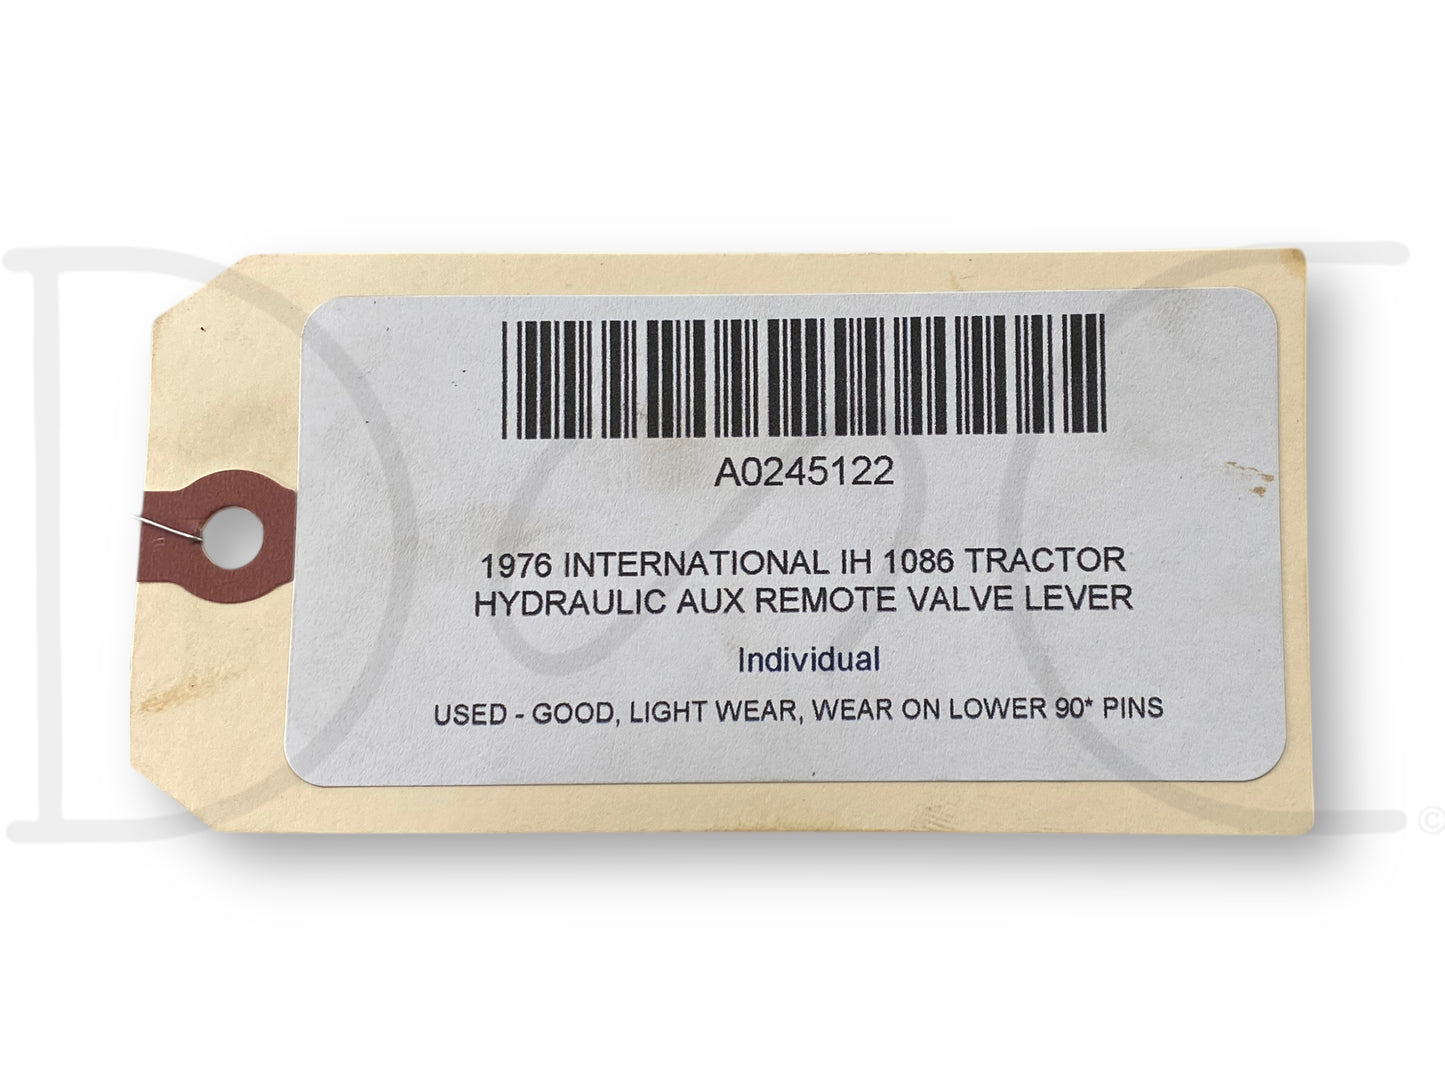 A0245122
1976 INTERNATIONAL IH 1086 TRACTOR
HYDRAULIC AUX REMOTE VALVE LEVER
Individual
USED - GOOD, LIGHT WEAR, WEAR ON LOWER 90* PINS
©